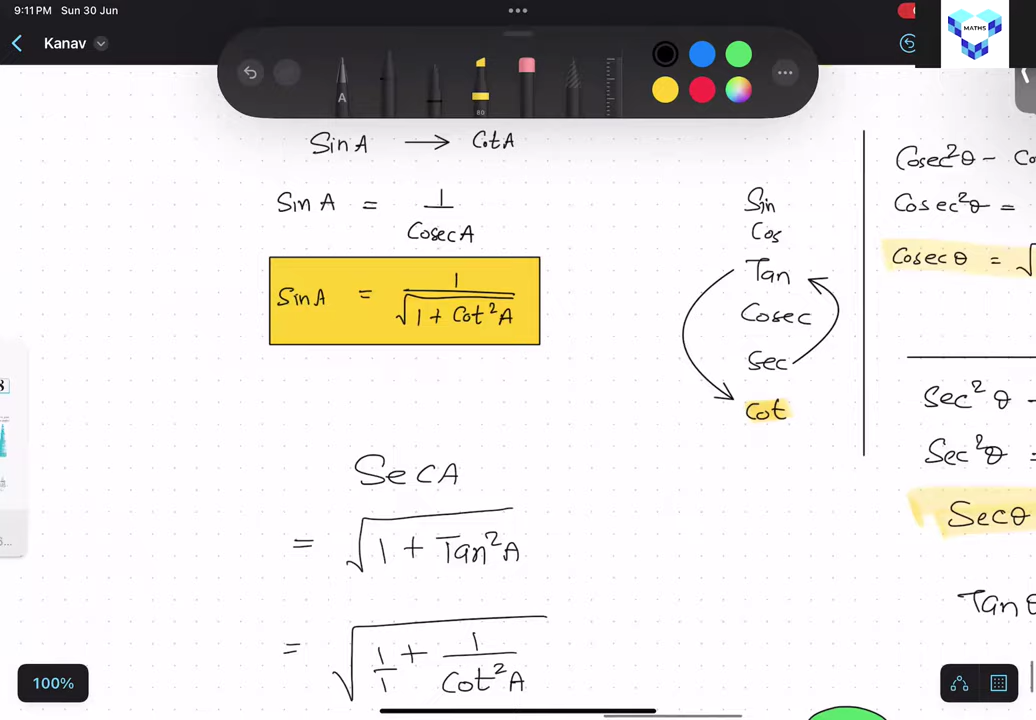 9:11 PM Sun 30 Jun
MATHS
Kanav
A
80
Sin A → Cot A
Sin A = 1 / Cosec A
Sin A = 1 / √(1 + Cot²A)
Sin
Cos
Tan
Cosec
Sec
Cot
Cosec²θ - Co
Cosec²θ =
Cosec θ = √
Sec²θ -
Sec²θ =
Sec θ
Tan θ
Sec A
= √(1 + Tan²A)
= √(1/1 + 1/Cot²A)
100%